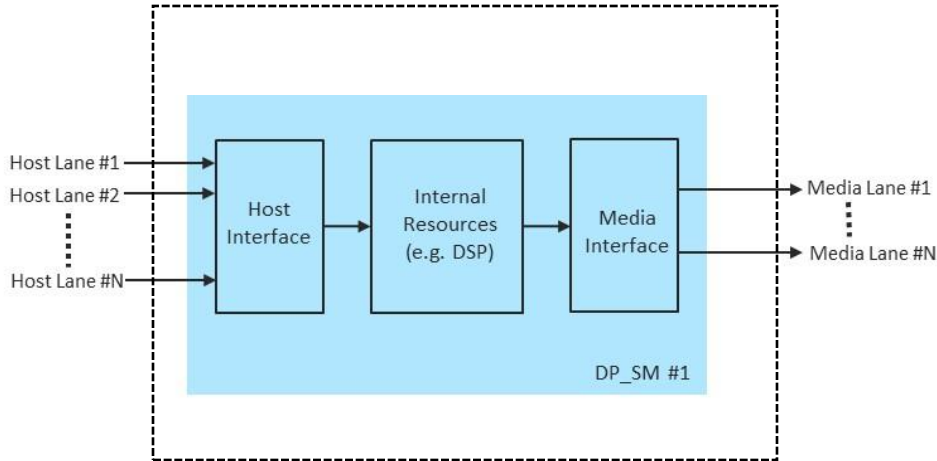 Host Lane #1
Host Lane #2
Host Lane #N
Host
Interface
Internal
Resources
(e.g. DSP)
Media
Interface
Media Lane #1
Media Lane #N
DP_SM #1